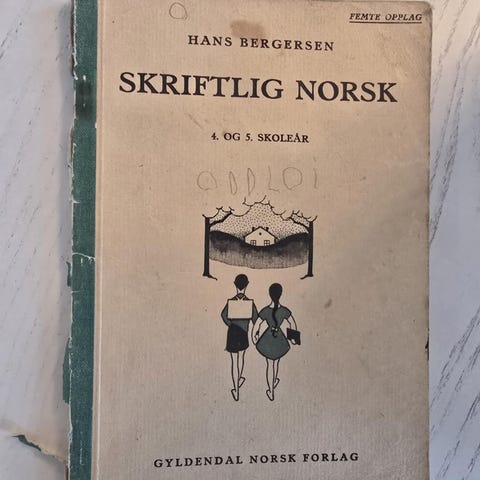 FEMTE OPPLAG
HANS BERGERSEN
SKRIFTLIG NORSK
4. OG 5. SKOLEÅR
GYLDENDAL NORSK FORLAG